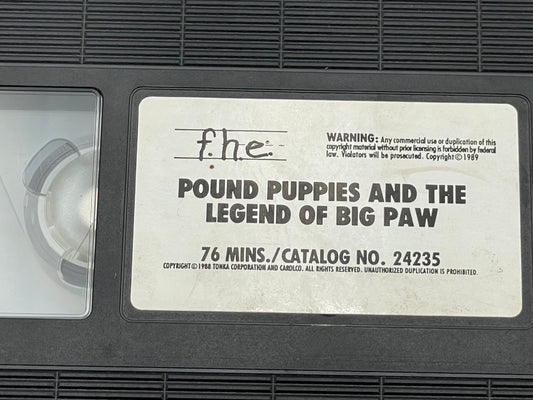 f.h.e.
WARNING: Any commercial use or duplication of this
copyright material without prior licensing is forbidden by federal
law. Violators will be prosecuted. Copyright © 1989
POUND PUPPIES AND THE
LEGEND OF BIG PAW
76 MINS./CATALOG NO. 24235
COPYRIGHT © 1988 TONKA CORPORATION AND CAROLCO. ALL RIGHTS RESERVED. UNAUTHORIZED DUPLICATION IS PROHIBITED.